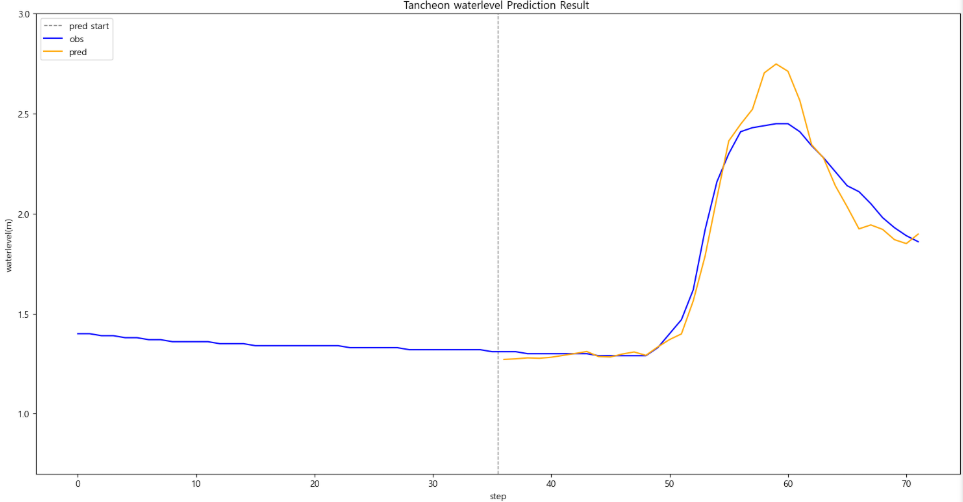 Tancheon waterlevel Prediction Result
pred start
obs
pred
3.0
2.5
2.0
1.5
1.0
waterlevel(m)
0 10 20 30 40 50 60 70
step